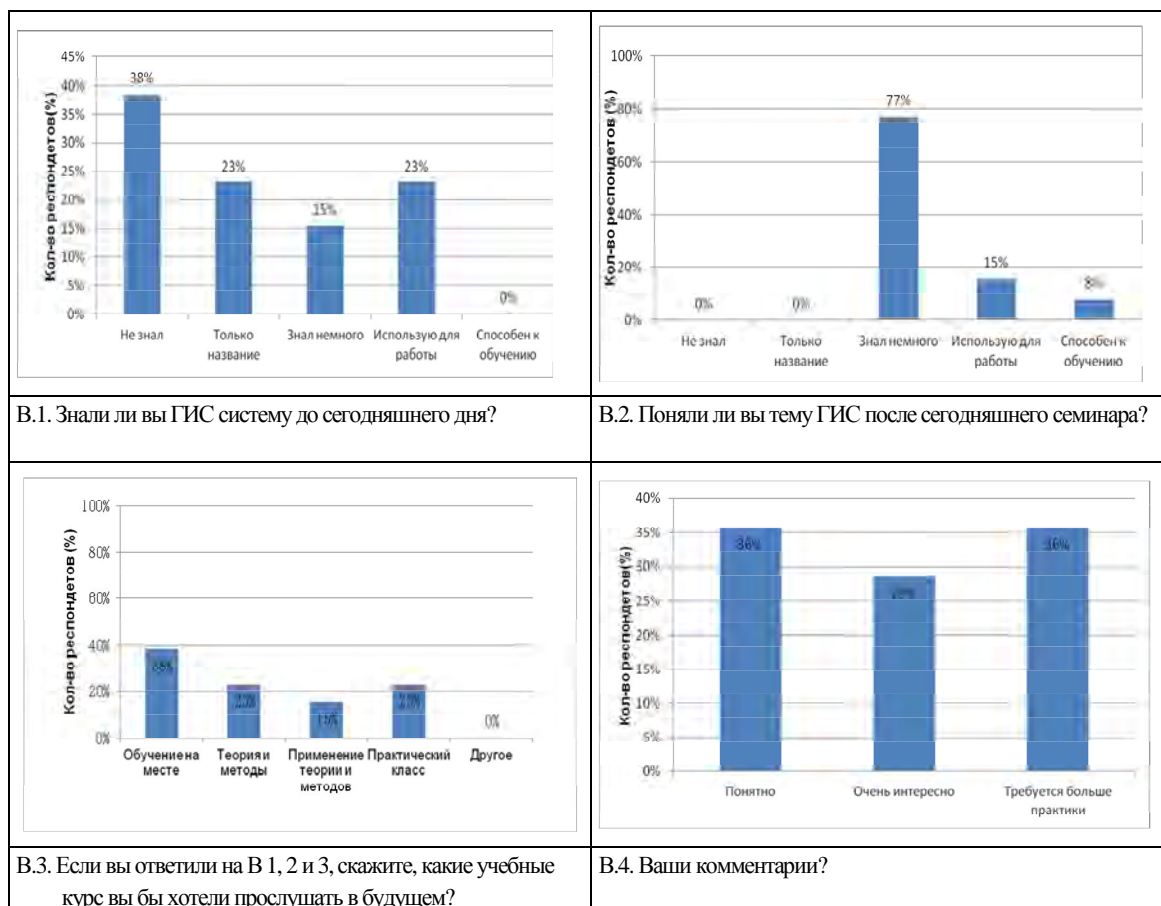 45%
40%
35%
30%
25%
20%
15%
10%
5%
0%
Кол-во респондетов(%)
38%
23%
15%
23%
0%
Не знал
Только название
Знал немного
Использую для работы
Способен к обучению
100%
80%
60%
40%
20%
0%
Кол-во респондетов (%)
0%
0%
77%
15%
8%
Не знал
Только название
Знал немного
Использую для работы
Способен к обучению
В.1. Знали ли вы ГИС систему до сегодняшнего дня?
В.2. Поняли ли вы тему ГИС после сегодняшнего семинара?
100%
80%
60%
40%
20%
0%
Кол-во респондетов (%)
38%
23%
15%
23%
0%
Обучение на месте
Теория и методы
Применение теории и методов
Практический класс
Другое
40%
35%
30%
25%
20%
15%
10%
5%
0%
Кол-во респондетов(%)
36%
36%
Понятно
Очень интересно
Требуется больше практики
В.3. Если вы ответили на В 1, 2 и 3, скажите, какие учебные
курс вы бы хотели прослушать в будущем?
В.4. Ваши комментарии?